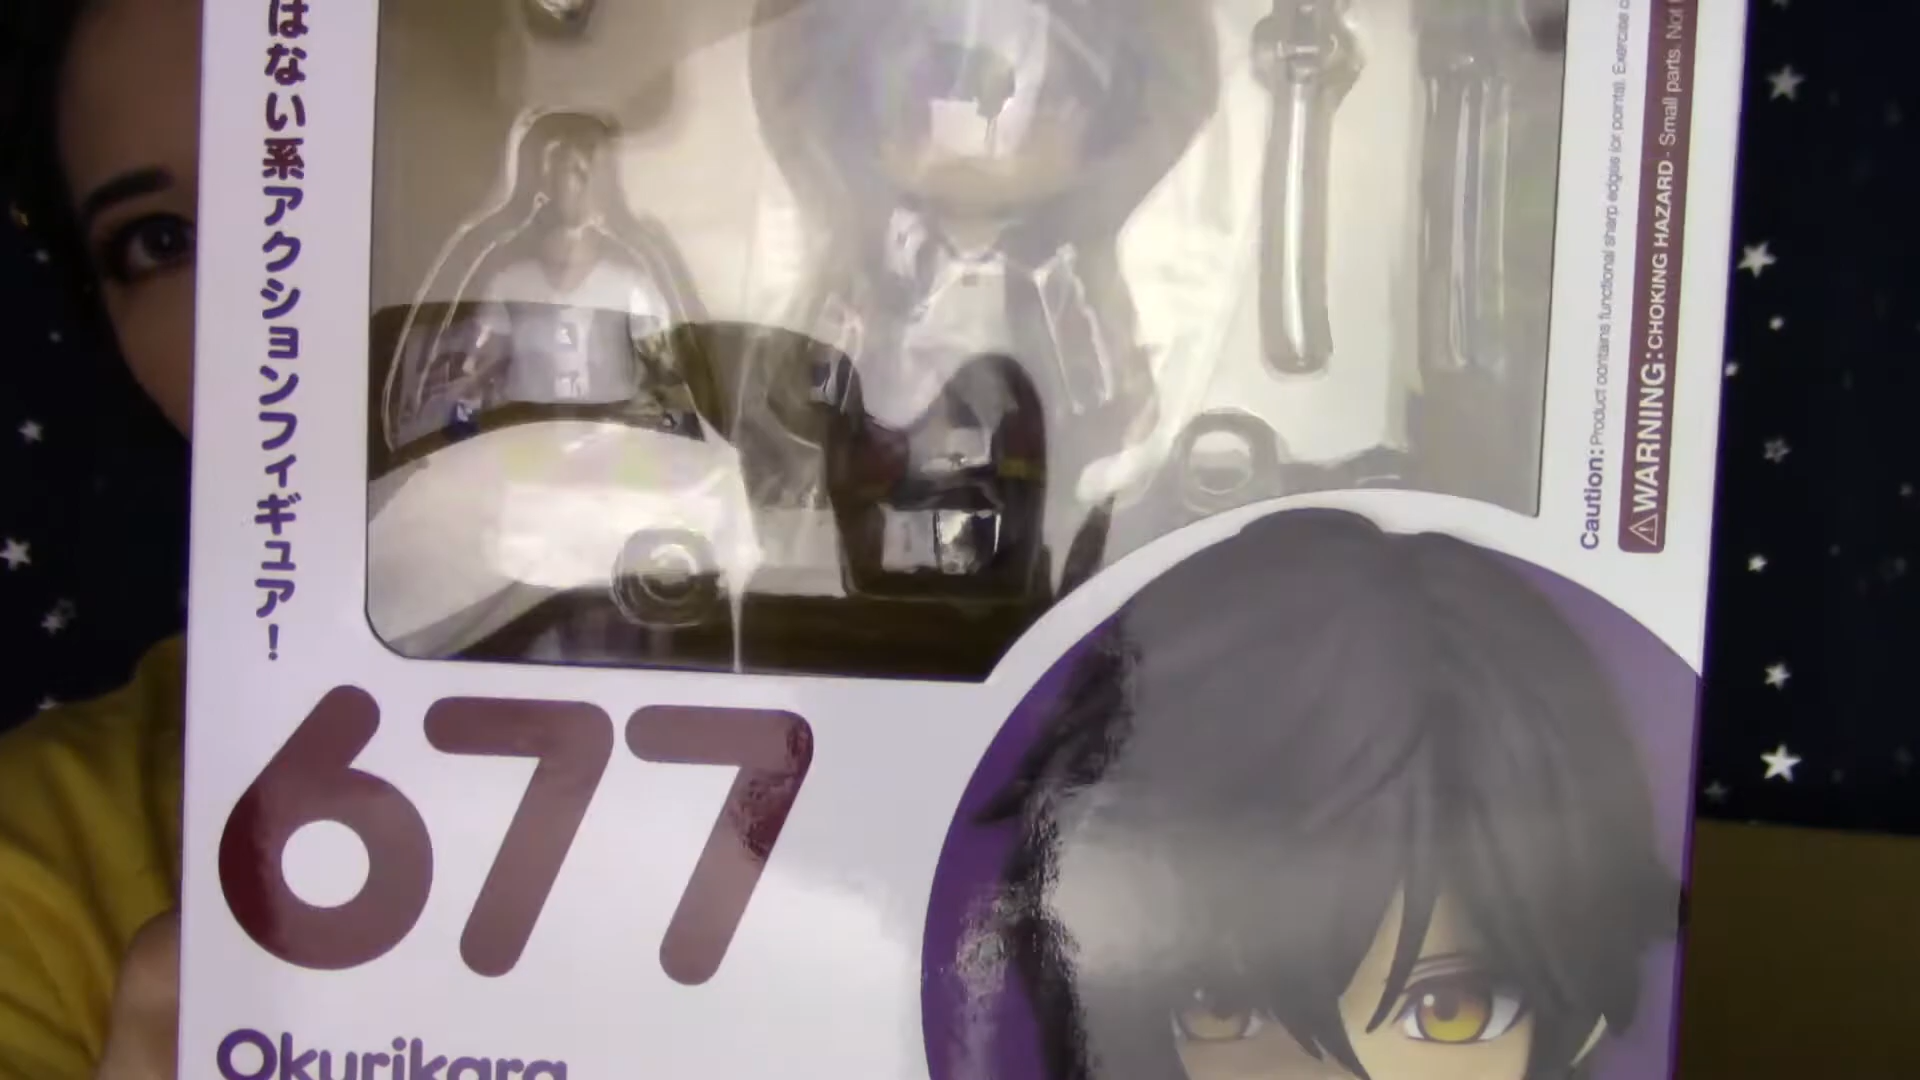 はない系アクションフィギュア!
Caution: Product contains functional sharp edges (or points). Exercise
⚠WARNING: CHOKING HAZARD - Small parts. Not
677
Okurikara